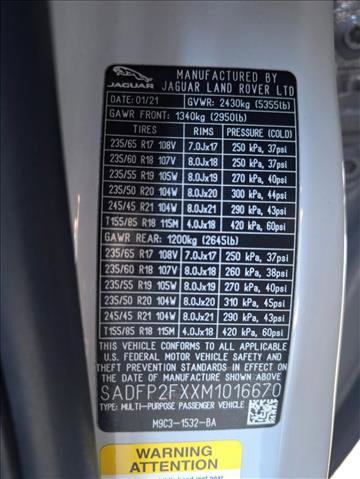 JAGUAR
MANUFACTURED BY
JAGUAR LAND ROVER LTD
DATE: 01/21 GVWR: 2430kg (5355lb)
GAWR FRONT: 1340kg (2950lb)
TIRES RIMS PRESSURE (COLD)
235/65 R17 108V 7.0Jx17 250 kPa, 37psi
235/60 R18 107V 8.0Jx18 250 kPa, 37psi
235/55 R19 105W 8.0Jx19 270 kPa, 40psi
235/50 R20 104W 8.0Jx20 300 kPa, 44psi
245/45 R21 104W 8.0Jx21 290 kPa, 43psi
T155/85 R18 115M 4.0Jx18 420 kPa, 60psi
GAWR REAR: 1200kg (2645lb)
235/65 R17 108V 7.0Jx17 250 kPa, 37psi
235/60 R18 107V 8.0Jx18 260 kPa, 38psi
235/55 R19 105W 8.0Jx19 270 kPa, 40psi
235/50 R20 104W 8.0Jx20 310 kPa, 45psi
245/45 R21 104W 8.0Jx21 290 kPa, 43psi
T155/85 R18 115M 4.0Jx18 420 kPa, 60psi
THIS VEHICLE CONFORMS TO ALL APPLICABLE
U.S. FEDERAL MOTOR VEHICLE SAFETY AND
THEFT PREVENTION STANDARDS IN EFFECT ON
THE DATE OF MANUFACTURE SHOWN ABOVE.
SADFP2FXXM1016670
TYPE: MULTI-PURPOSE PASSENGER VEHICLE
M9C3-1532-BA
WARNING
ATTENTION